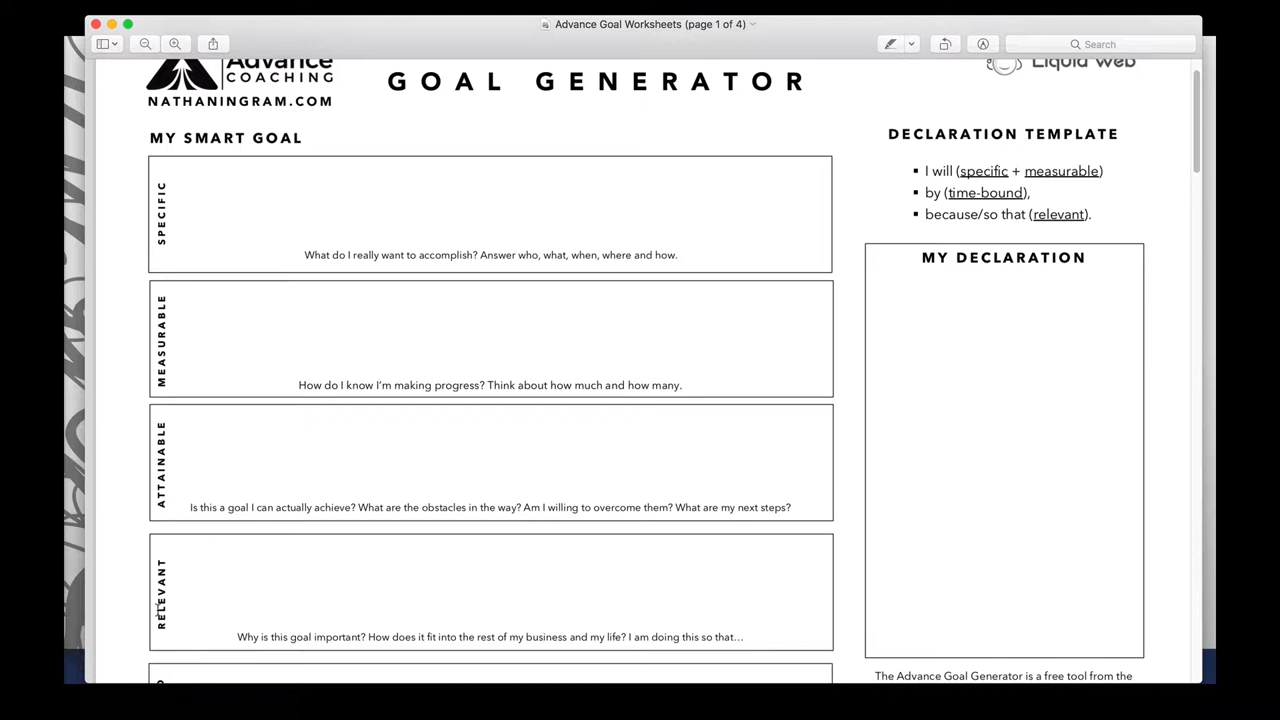 Advance Goal Worksheets (page 1 of 4)
Search
Advance
COACHING
NATHANINGRAM.COM
GOAL GENERATOR
Liquid Web
MY SMART GOAL
SPECIFIC
What do I really want to accomplish? Answer who, what, when, where and how.
MEASURABLE
How do I know I'm making progress? Think about how much and how many.
ATTAINABLE
Is this a goal I can actually achieve? What are the obstacles in the way? Am I willing to overcome them? What are my next steps?
RELEVANT
Why is this goal important? How does it fit into the rest of my business and my life? I am doing this so that…
DECLARATION TEMPLATE
▪ I will (specific + measurable)
▪ by (time-bound),
▪ because/so that (relevant).
MY DECLARATION
The Advance Goal Generator is a free tool from the